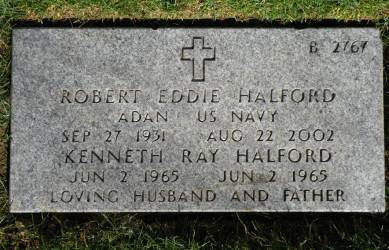 B 2767
ROBERT EDDIE HALFORD
ADAN US NAVY
SEP 27 1931 AUG 22 2002
KENNETH RAY HALFORD
JUN 2 1965 JUN 2 1965
LOVING HUSBAND AND FATHER